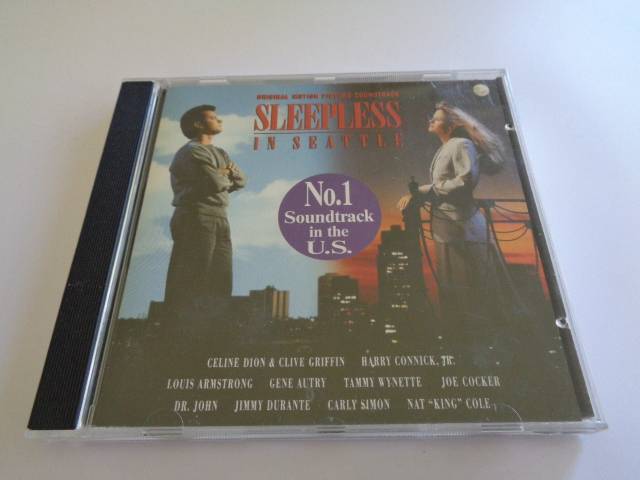 ORIGINAL MOTION PICTURE SOUNDTRACK
SLEEPLESS
IN SEATTLE
No.1
Soundtrack
in the
U.S.
CELINE DION & CLIVE GRIFFIN HARRY CONNICK, JR.
LOUIS ARMSTRONG GENE AUTRY TAMMY WYNETTE JOE COCKER
DR. JOHN JIMMY DURANTE CARLY SIMON NAT "KING" COLE